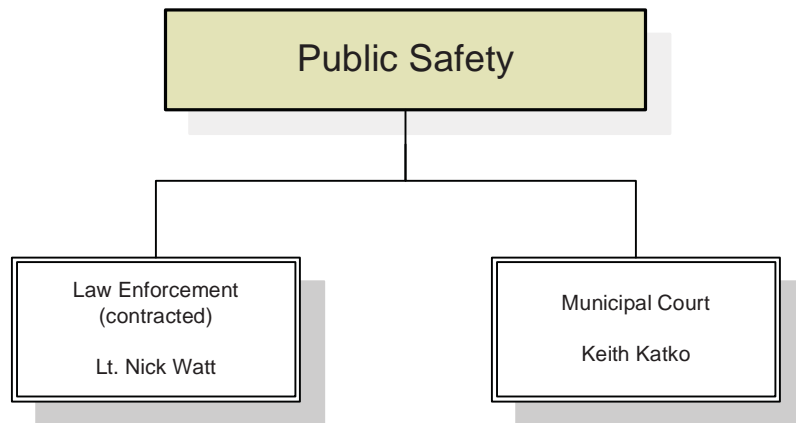 Public Safety
Law Enforcement
(contracted)
Lt. Nick Watt
Municipal Court
Keith Katko